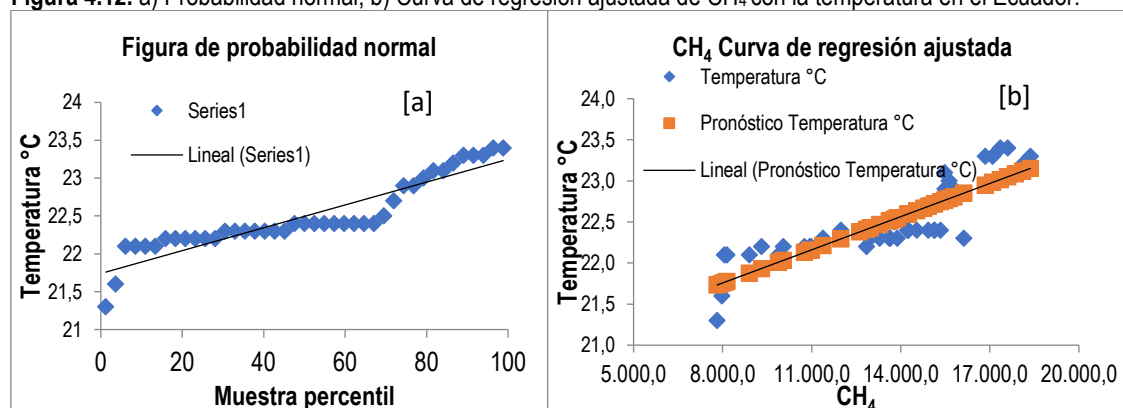 Figura 4.12. a) Probabilidad normal, b) Curva de regresión ajustada de CH₄ con la temperatura en el Ecuador.
Figura de probabilidad normal
[a]
Series1
Lineal (Series1)
Temperatura °C
24
23,5
23
22,5
22
21,5
21
0
20
40
60
80
100
Muestra percentil
CH₄ Curva de regresión ajustada
[b]
Temperatura °C
Pronóstico Temperatura °C
Lineal (Pronóstico Temperatura °C)
Temperatura °C
24,0
23,5
23,0
22,5
22,0
21,5
21,0
5.000,0
8.000,0
11.000,0
14.000,0
17.000,0
20.000,0
CH₄